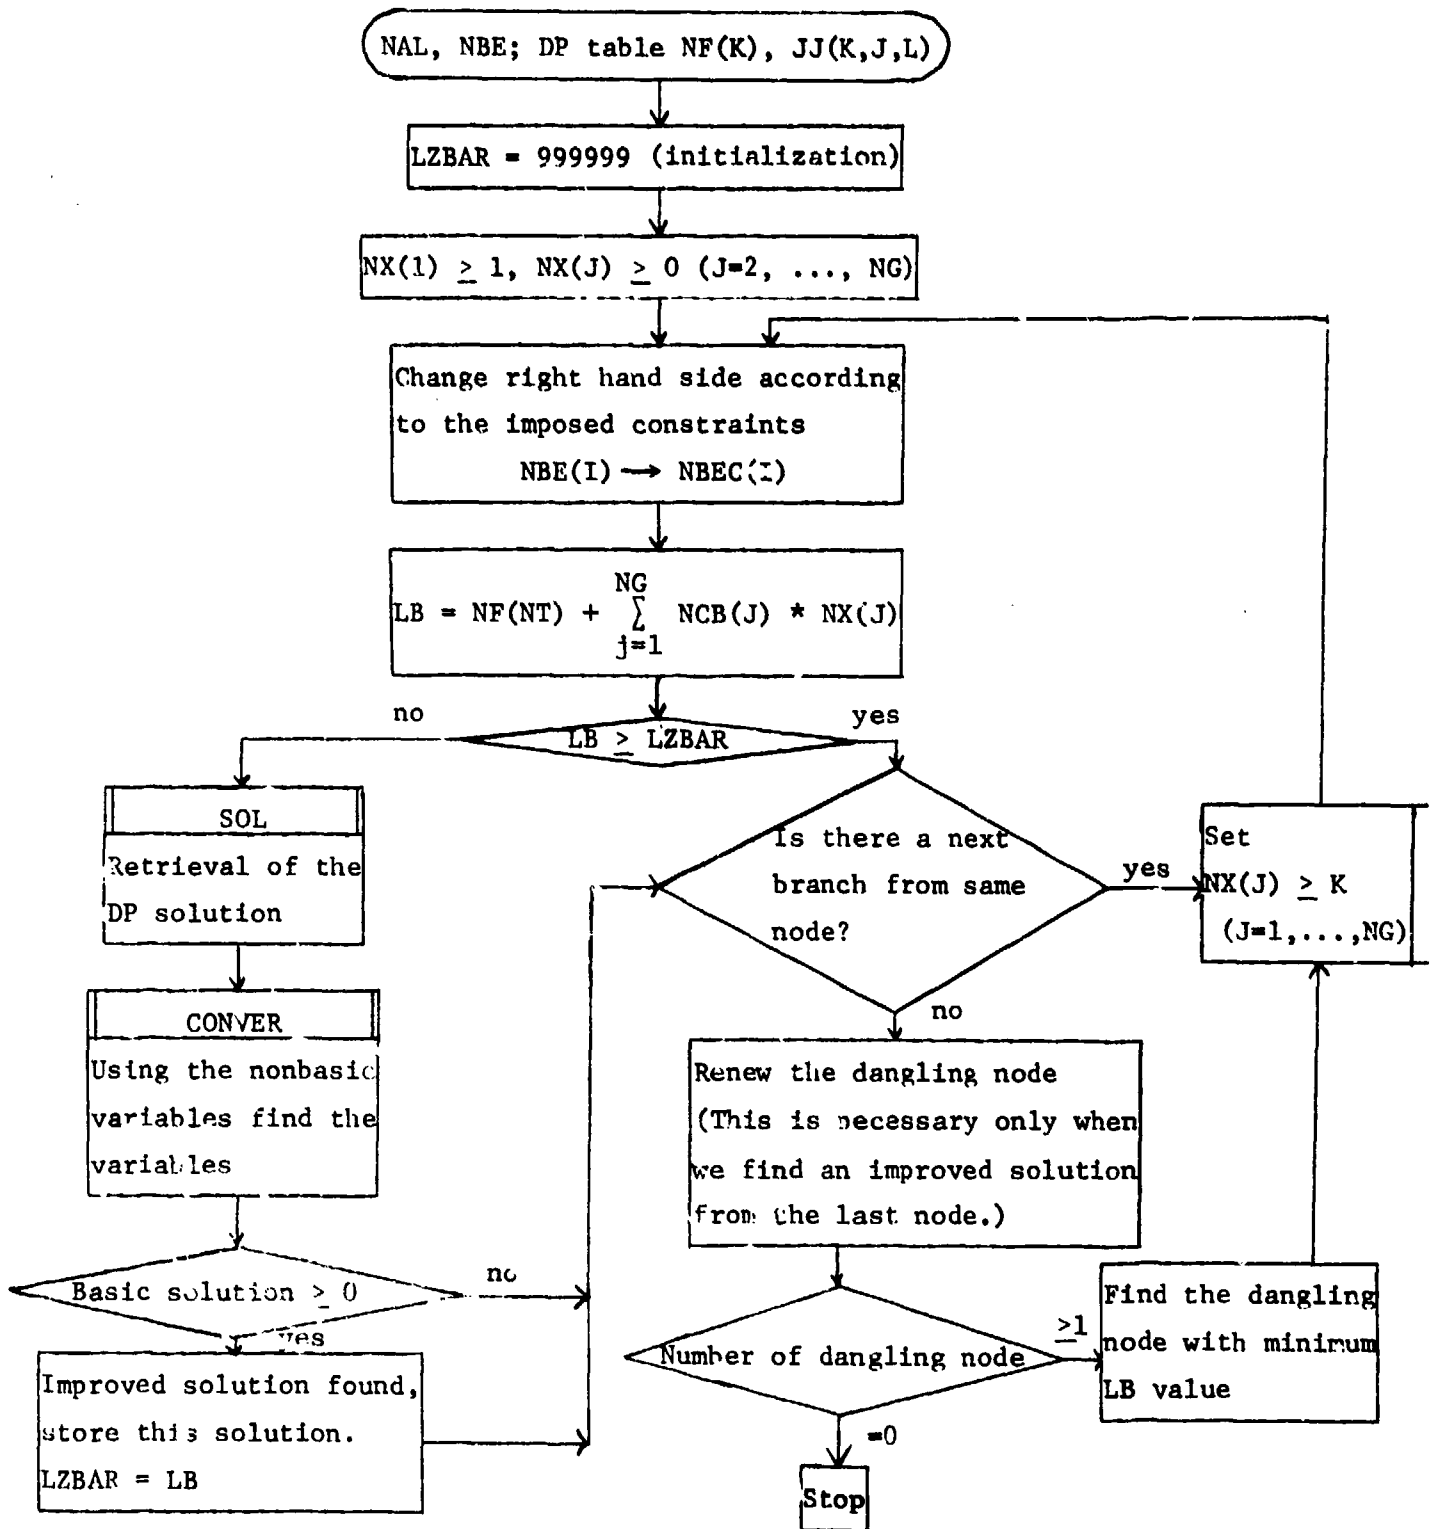 NAL, NBE; DP table NF(K), JJ(K,J,L)
LZBAR = 999999 (initialization)
NX(1) ≥ 1, NX(J) ≥ 0 (J=2, ..., NG)
Change right hand side according
to the imposed constraints
NBE(I) → NBEC(I)
NG
LB = NF(NT) + ∑ NCB(J) * NX(J)
j=1
no
yes
LB ≥ LZBAR
SOL
Retrieval of the
DP solution
CONVER
Using the nonbasic
variables find the
variables
Basic solution ≥ 0
no
yes
Improved solution found,
store this solution.
LZBAR = LB
Is there a next
branch from same
node?
yes
no
Set
NX(J) ≥ K
(J=1,...,NG)
Renew the dangling node
(This is necessary only when
we find an improved solution
from the last node.)
Number of dangling node
≥1
=0
Find the dangling
node with minimum
LB value
Stop